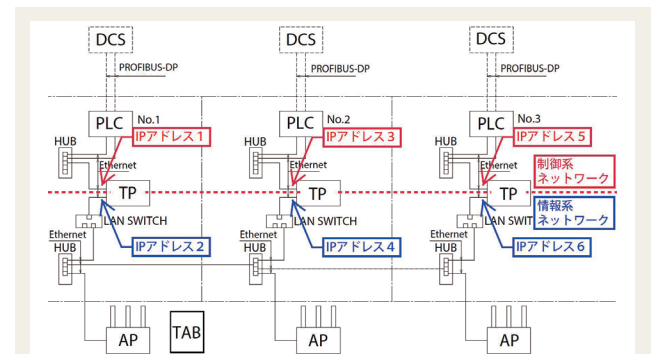 DCS
DCS
DCS
PROFIBUS-DP
PROFIBUS-DP
PROFIBUS-DP
PLC
No.1
PLC
No.2
PLC
No.3
IPアドレス1
IPアドレス3
IPアドレス5
HUB
HUB
HUB
Ethernet
Ethernet
Ethernet
制御系
ネットワーク
TP
TP
TP
情報系
ネットワーク
LAN SWITCH
LAN SWITCH
LAN SWIT
Ethernet
HUB
IPアドレス2
Ethernet
HUB
IPアドレス4
Ethernet
HUB
IPアドレス6
AP
TAB
AP
AP